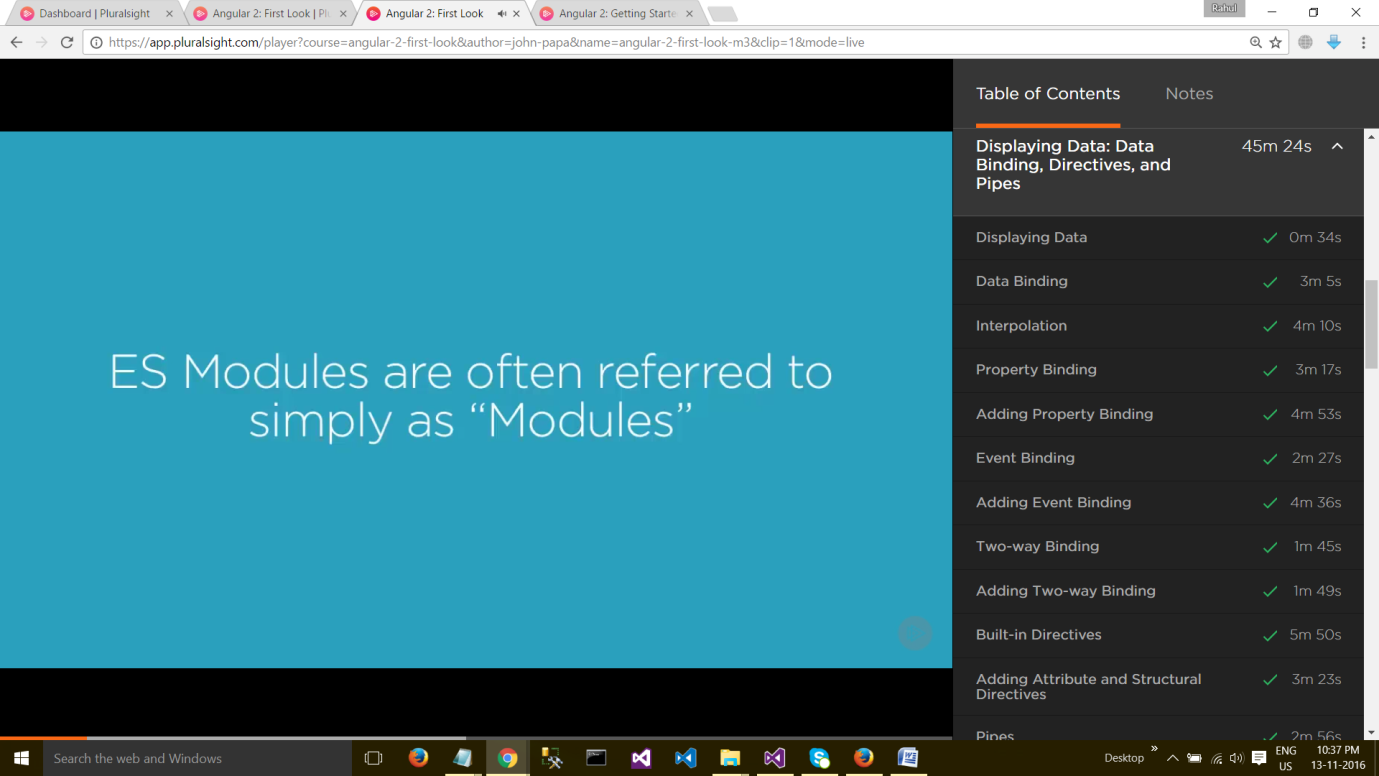 Dashboard | Pluralsight
Angular 2: First Look | Pl
Angular 2: First Look
Angular 2: Getting Starte
Rahul
https://app.pluralsight.com/player?course=angular-2-first-look&author=john-papa&name=angular-2-first-look-m3&clip=1&mode=live
ES Modules are often referred to
simply as “Modules”
Table of Contents
Notes
Displaying Data: Data
Binding, Directives, and
Pipes
45m 24s
Displaying Data 0m 34s
Data Binding 3m 5s
Interpolation 4m 10s
Property Binding 3m 17s
Adding Property Binding 4m 53s
Event Binding 2m 27s
Adding Event Binding 4m 36s
Two-way Binding 1m 45s
Adding Two-way Binding 1m 49s
Built-in Directives 5m 50s
Adding Attribute and Structural
Directives
3m 23s
Pipes 2m 56s
Search the web and Windows
Desktop
ENG
US
10:37 PM
13-11-2016